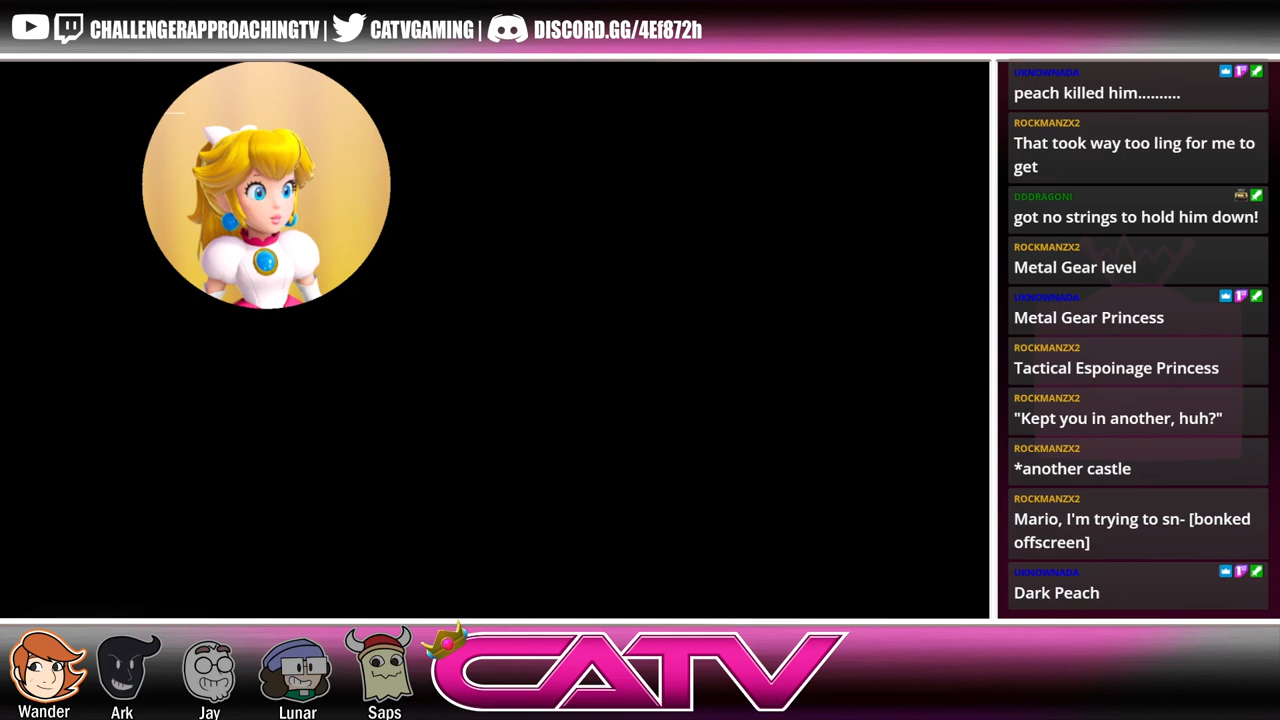 CHALLENGERAPPROACHINGTV | CATVGAMING | DISCORD.GG/4Ef872h
UKNOWNADA
peach killed him..........
ROCKMANZX2
That took way too ling for me to
get
DDDRAGONI
got no strings to hold him down!
ROCKMANZX2
Metal Gear level
UKNOWNADA
Metal Gear Princess
ROCKMANZX2
Tactical Espoinage Princess
ROCKMANZX2
"Kept you in another, huh?"
ROCKMANZX2
*another castle
ROCKMANZX2
Mario, I'm trying to sn- [bonked
offscreen]
UKNOWNADA
Dark Peach
CATV
Wander Ark Jay Lunar Saps